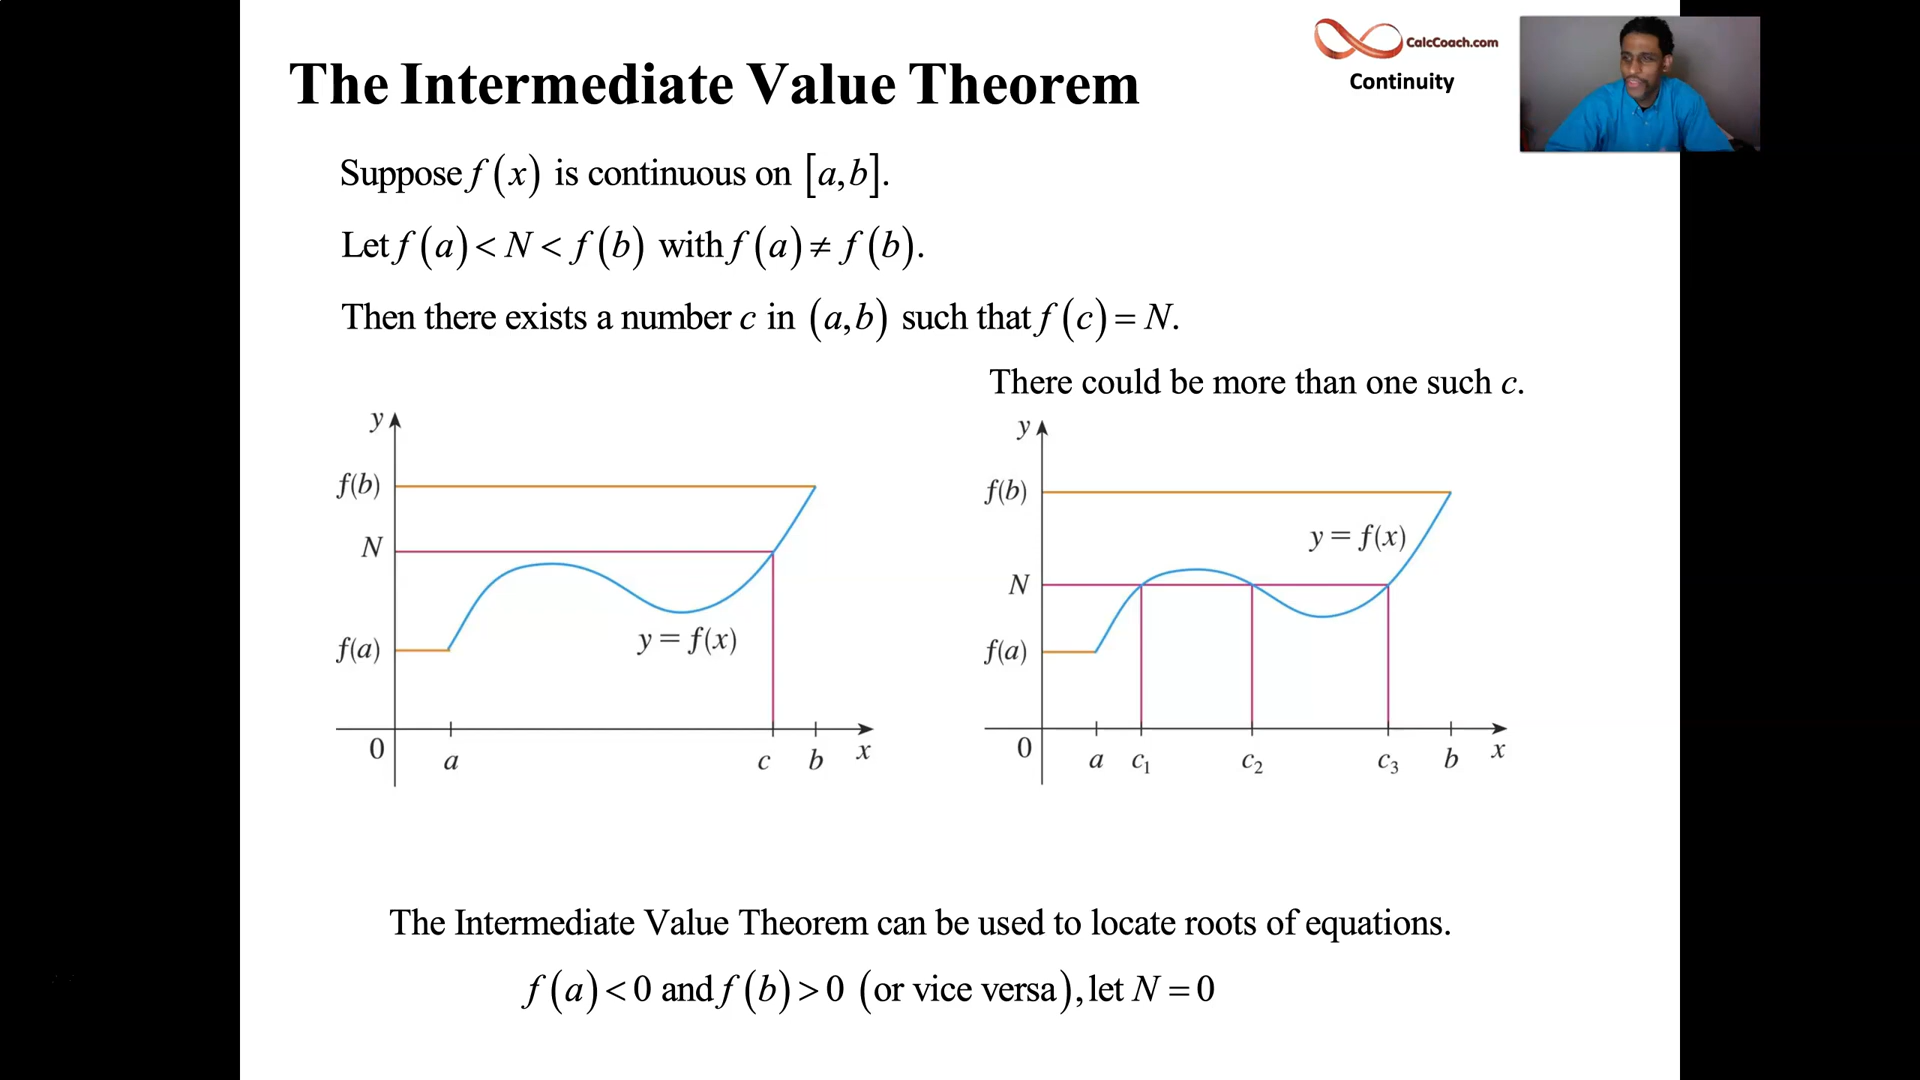 The Intermediate Value Theorem
CalcCoach.com
Continuity
Suppose f(x) is continuous on [a,b].
Let f(a) < N < f(b) with f(a) ≠ f(b).
Then there exists a number c in (a,b) such that f(c) = N.
There could be more than one such c.
y
f(b)
N
f(a)
y = f(x)
0
a
c
b
x
y
f(b)
y = f(x)
N
f(a)
0
a
c₁
c₂
c₃
b
x
The Intermediate Value Theorem can be used to locate roots of equations.
f(a) < 0 and f(b) > 0 (or vice versa), let N = 0